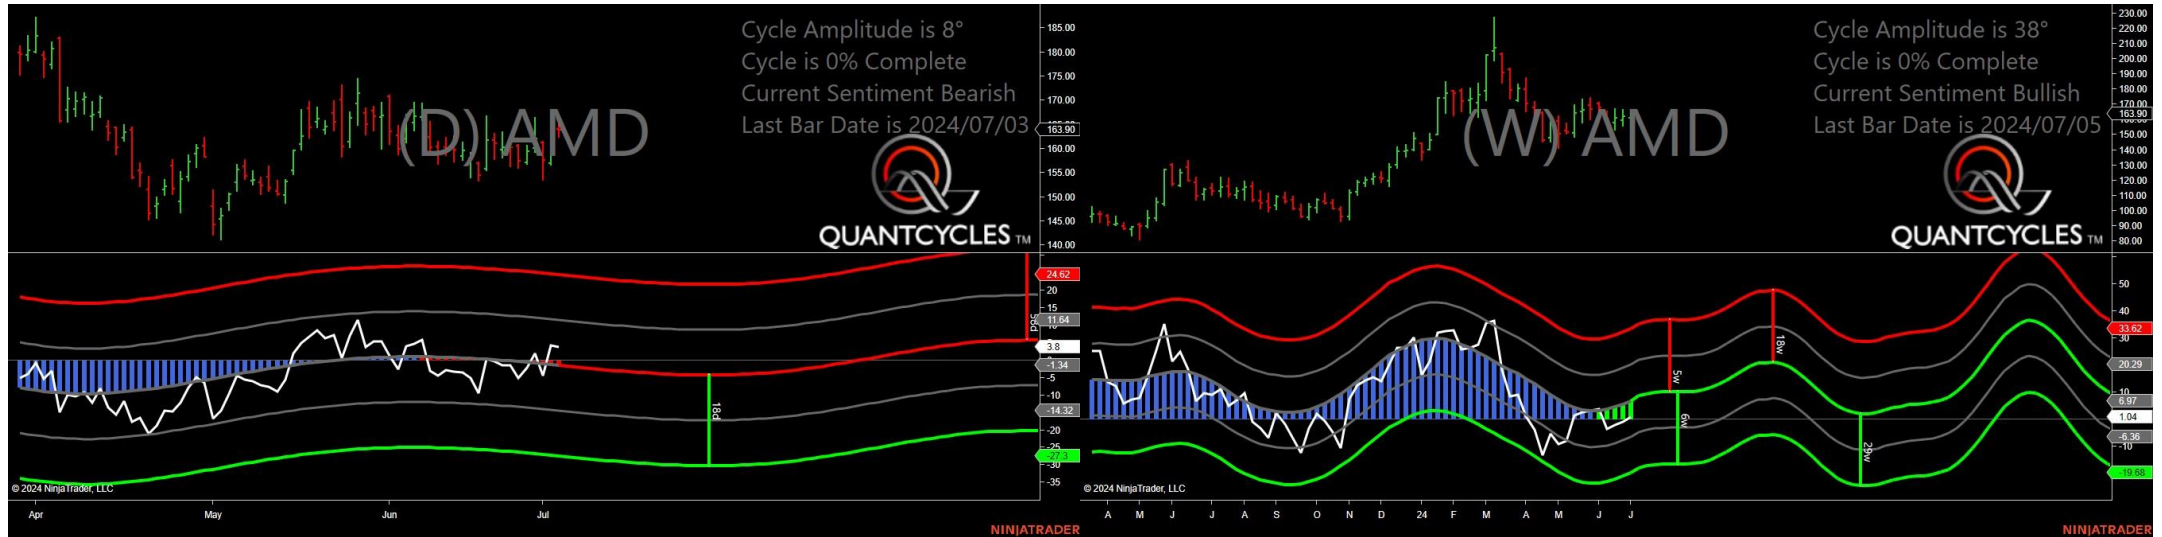 Cycle Amplitude is 8°
Cycle is 0% Complete
Current Sentiment Bearish
Last Bar Date is 2024/07/03
(D) AMD
QUANTCYCLES TM
185.00
180.00
175.00
170.00
163.90
160.00
155.00
150.00
145.00
140.00
24.62
20
15
11.64
3.8
-1.34
-5
-10
-14.32
-20
-25
-27.3
-30
-35
18d
© 2024 NinjaTrader, LLC
Apr May Jun Jul
NINJATRADER
Cycle Amplitude is 38°
Cycle is 0% Complete
Current Sentiment Bullish
Last Bar Date is 2024/07/05
(W) AMD
QUANTCYCLES TM
230.00
220.00
210.00
200.00
190.00
180.00
170.00
163.90
150.00
140.00
130.00
120.00
110.00
100.00
90.00
80.00
50
40
33.62
30
20.29
10
6.97
1.04
-6.36
-10
-19.68
5w
6w
18w
29w
© 2024 NinjaTrader, LLC
A M J J A S O N D 24 F M A M J J
NINJATRADER